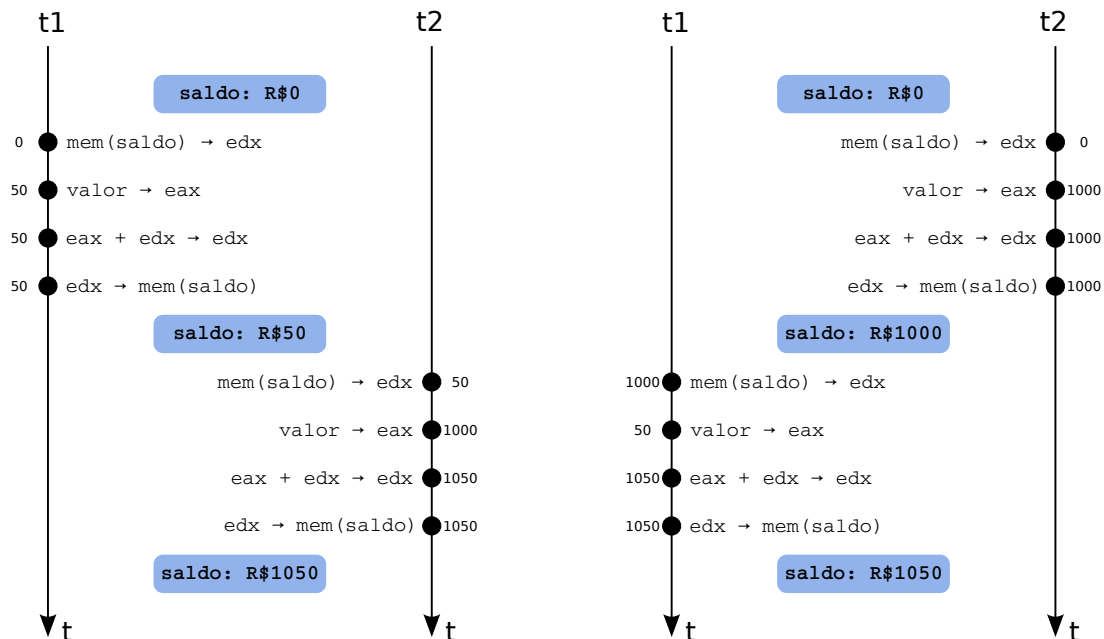 t1 t2
saldo: R$0
0 mem(saldo) → edx
50 valor → eax
50 eax + edx → edx
50 edx → mem(saldo)
saldo: R$50
mem(saldo) → edx 50
valor → eax 1000
eax + edx → edx 1050
edx → mem(saldo) 1050
saldo: R$1050
t
t1 t2
saldo: R$0
mem(saldo) → edx 0
valor → eax 1000
eax + edx → edx 1000
edx → mem(saldo) 1000
saldo: R$1000
1000 mem(saldo) → edx
50 valor → eax
1050 eax + edx → edx
1050 edx → mem(saldo)
saldo: R$1050
t t t